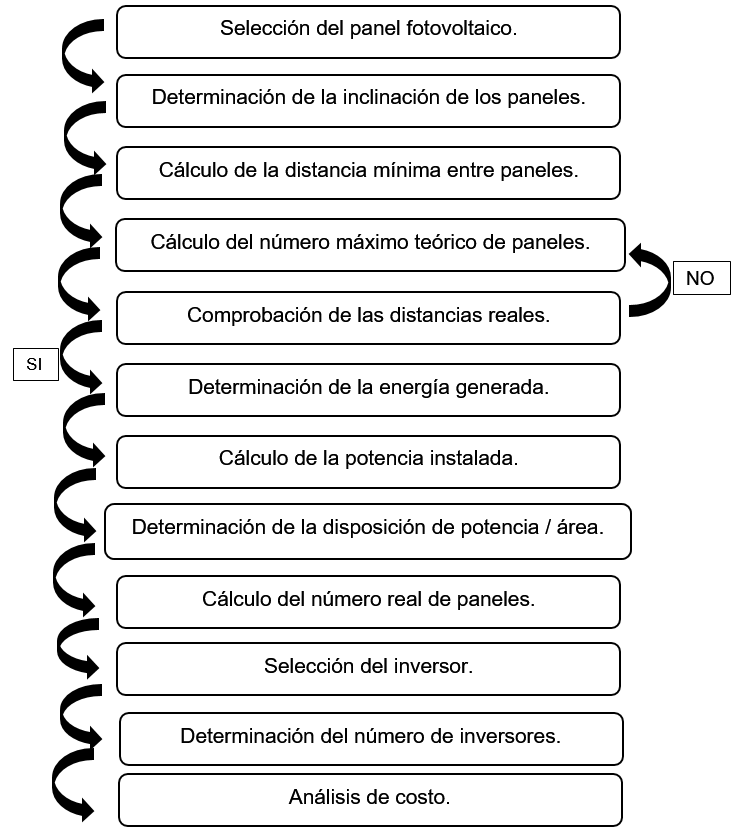 Selección del panel fotovoltaico.
Determinación de la inclinación de los paneles.
Cálculo de la distancia mínima entre paneles.
Cálculo del número máximo teórico de paneles.
NO
Comprobación de las distancias reales.
SI
Determinación de la energía generada.
Cálculo de la potencia instalada.
Determinación de la disposición de potencia / área.
Cálculo del número real de paneles.
Selección del inversor.
Determinación del número de inversores.
Análisis de costo.